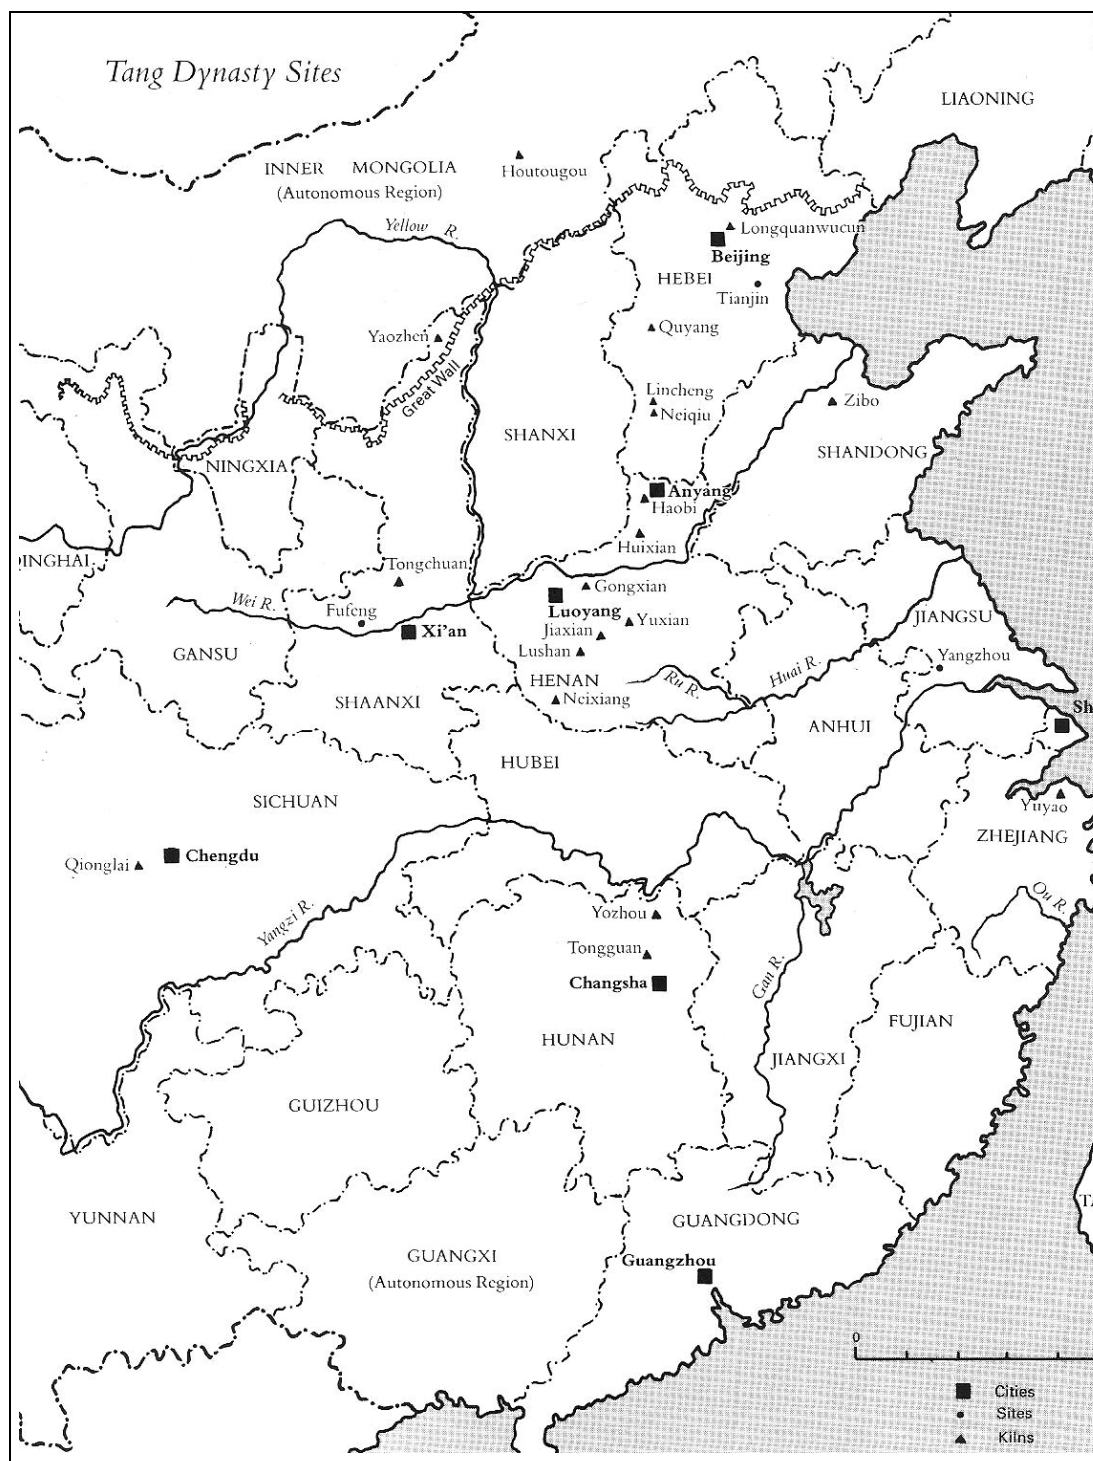 Tang Dynasty Sites
LIAONING
INNER MONGOLIA
(Autonomous Region)
Houtougou
Yellow R.
Longquanwucun
Beijing
HEBEI
Tianjin
Quyang
Yaozhen
Great Wall
Lincheng
Neiqiu
Zibo
SHANXI
SHANDONG
NINGXIA
Anyang
Haobi
Huixian
QINGHAI
Tongchuan
Gongxian
Wei R.
Fufeng
Luoyang
Xi'an
Jiaxian
Yuxian
JIANGSU
GANSU
Lushan
Yangzhou
HENAN
Ru R.
Huai R.
SHAANXI
Neixiang
Sh
ANHUI
HUBEI
SICHUAN
Yuyao
ZHEJIANG
Qionglai
Chengdu
Ou R.
Yangzi R.
Yozhou
Tongguan
Changsha
Gan R.
FUJIAN
HUNAN
JIANGXI
GUIZHOU
TA
YUNNAN
GUANGDONG
GUANGXI
(Autonomous Region)
Guangzhou
0
Cities
Sites
Kilns